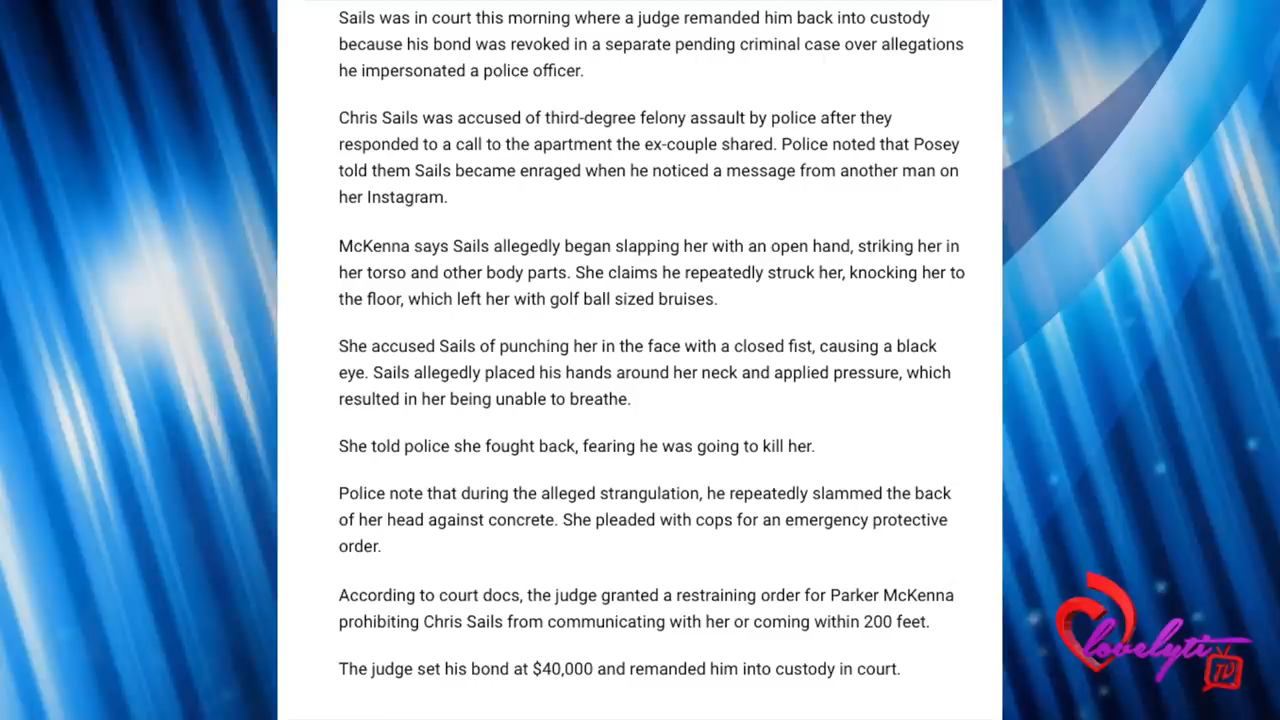 Sails was in court this morning where a judge remanded him back into custody
because his bond was revoked in a separate pending criminal case over allegations
he impersonated a police officer.
Chris Sails was accused of third-degree felony assault by police after they
responded to a call to the apartment the ex-couple shared. Police noted that Posey
told them Sails became enraged when he noticed a message from another man on
her Instagram.
McKenna says Sails allegedly began slapping her with an open hand, striking her in
her torso and other body parts. She claims he repeatedly struck her, knocking her to
the floor, which left her with golf ball sized bruises.
She accused Sails of punching her in the face with a closed fist, causing a black
eye. Sails allegedly placed his hands around her neck and applied pressure, which
resulted in her being unable to breathe.
She told police she fought back, fearing he was going to kill her.
Police note that during the alleged strangulation, he repeatedly slammed the back
of her head against concrete. She pleaded with cops for an emergency protective
order.
According to court docs, the judge granted a restraining order for Parker McKenna
prohibiting Chris Sails from communicating with her or coming within 200 feet.
The judge set his bond at $40,000 and remanded him into custody in court.
lovelyti
TV